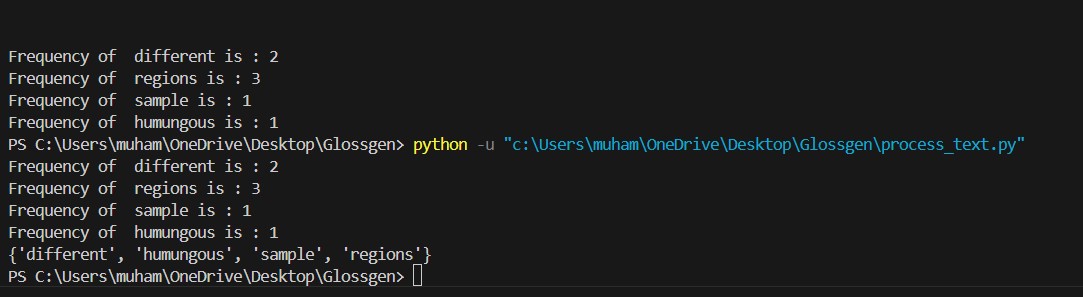 Frequency of  different is : 2
Frequency of  regions is : 3
Frequency of  sample is : 1
Frequency of  humungous is : 1
PS C:\Users\muham\OneDrive\Desktop\Glossgen> python -u "c:\Users\muham\OneDrive\Desktop\Glossgen\process_text.py"
Frequency of  different is : 2
Frequency of  regions is : 3
Frequency of  sample is : 1
Frequency of  humungous is : 1
{'different', 'humungous', 'sample', 'regions'}
PS C:\Users\muham\OneDrive\Desktop\Glossgen>